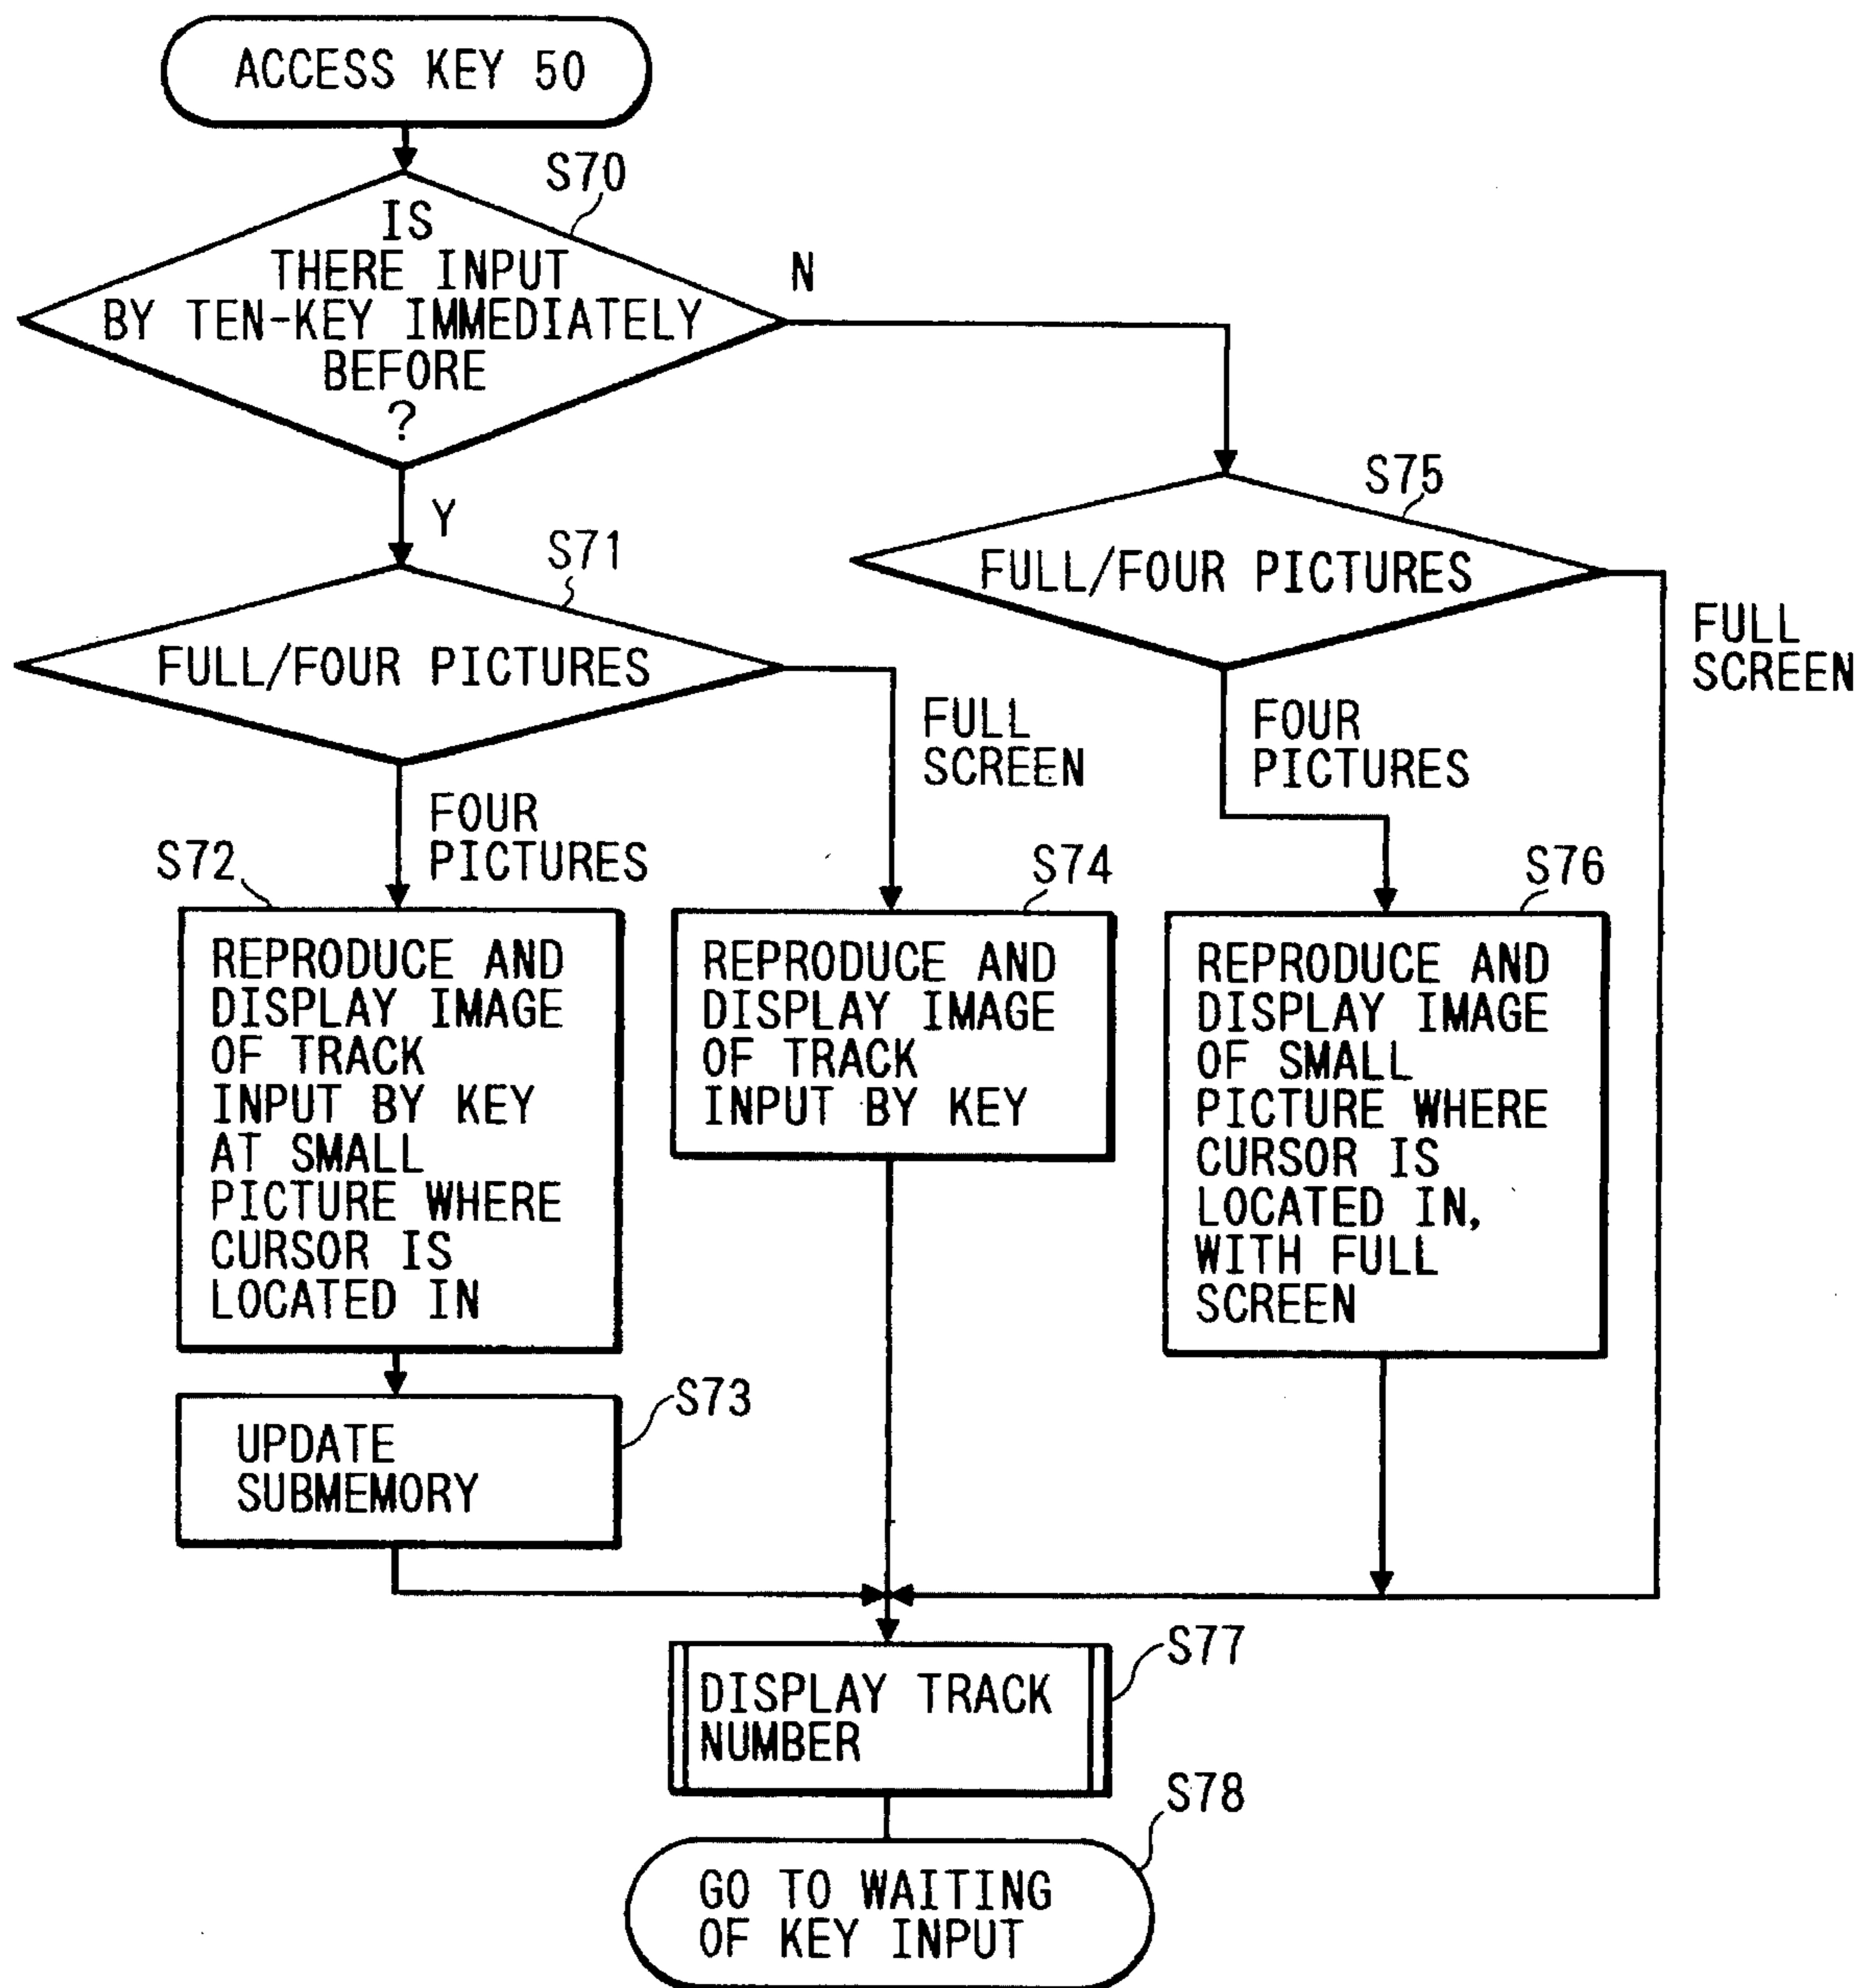 ACCESS KEY 50
S70
IS
THERE INPUT
BY TEN-KEY IMMEDIATELY
BEFORE
?
N
Y
S71
FULL/FOUR PICTURES
S75
FULL/FOUR PICTURES
FULL
SCREEN
FULL
SCREEN
FOUR
PICTURES
FOUR
PICTURES
S72
REPRODUCE AND
DISPLAY IMAGE
OF TRACK
INPUT BY KEY
AT SMALL
PICTURE WHERE
CURSOR IS
LOCATED IN
S74
REPRODUCE AND
DISPLAY IMAGE
OF TRACK
INPUT BY KEY
S76
REPRODUCE AND
DISPLAY IMAGE
OF SMALL
PICTURE WHERE
CURSOR IS
LOCATED IN,
WITH FULL
SCREEN
S73
UPDATE
SUBMEMORY
S77
DISPLAY TRACK
NUMBER
S78
GO TO WAITING
OF KEY INPUT